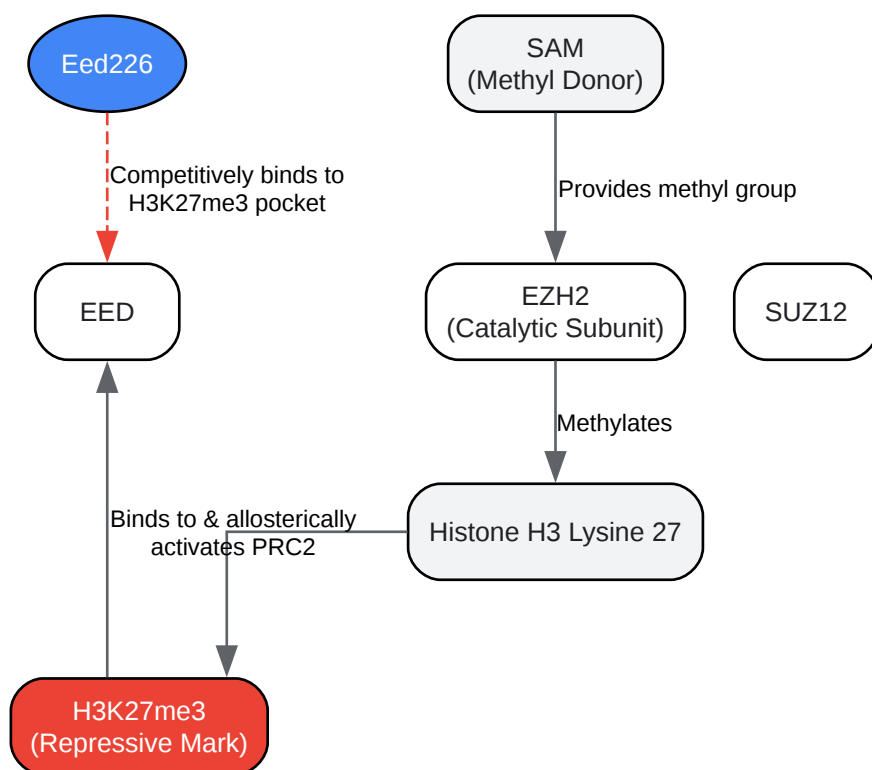 Eed226
SAM
(Methyl Donor)
Competitively binds to
H3K27me3 pocket
Provides methyl group
EED
EZH2
(Catalytic Subunit)
SUZ12
Methylates
Binds to & allosterically
activates PRC2
Histone H3 Lysine 27
H3K27me3
(Repressive Mark)